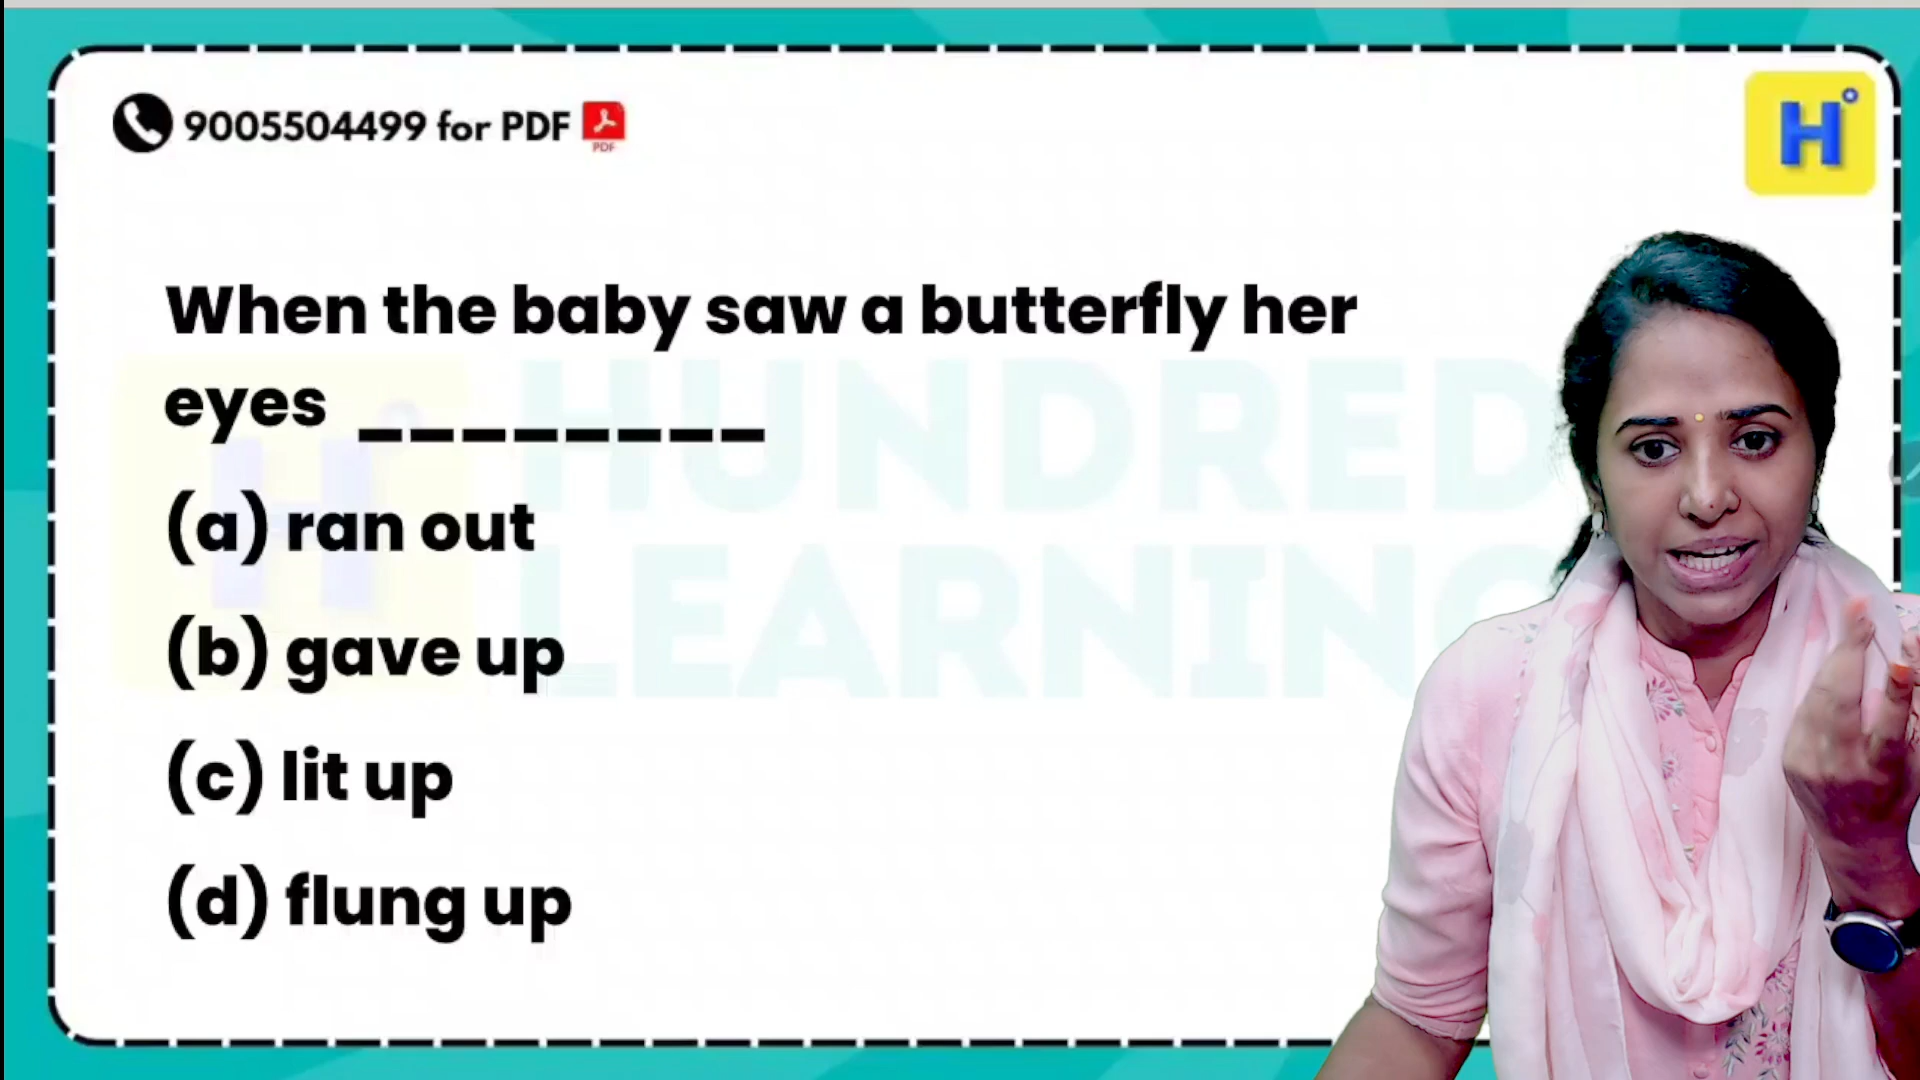 9005504499 for PDF
PDF
H
When the baby saw a butterfly her
eyes ________
HUNDRED
LEARNING
(a) ran out
(b) gave up
(c) lit up
(d) flung up